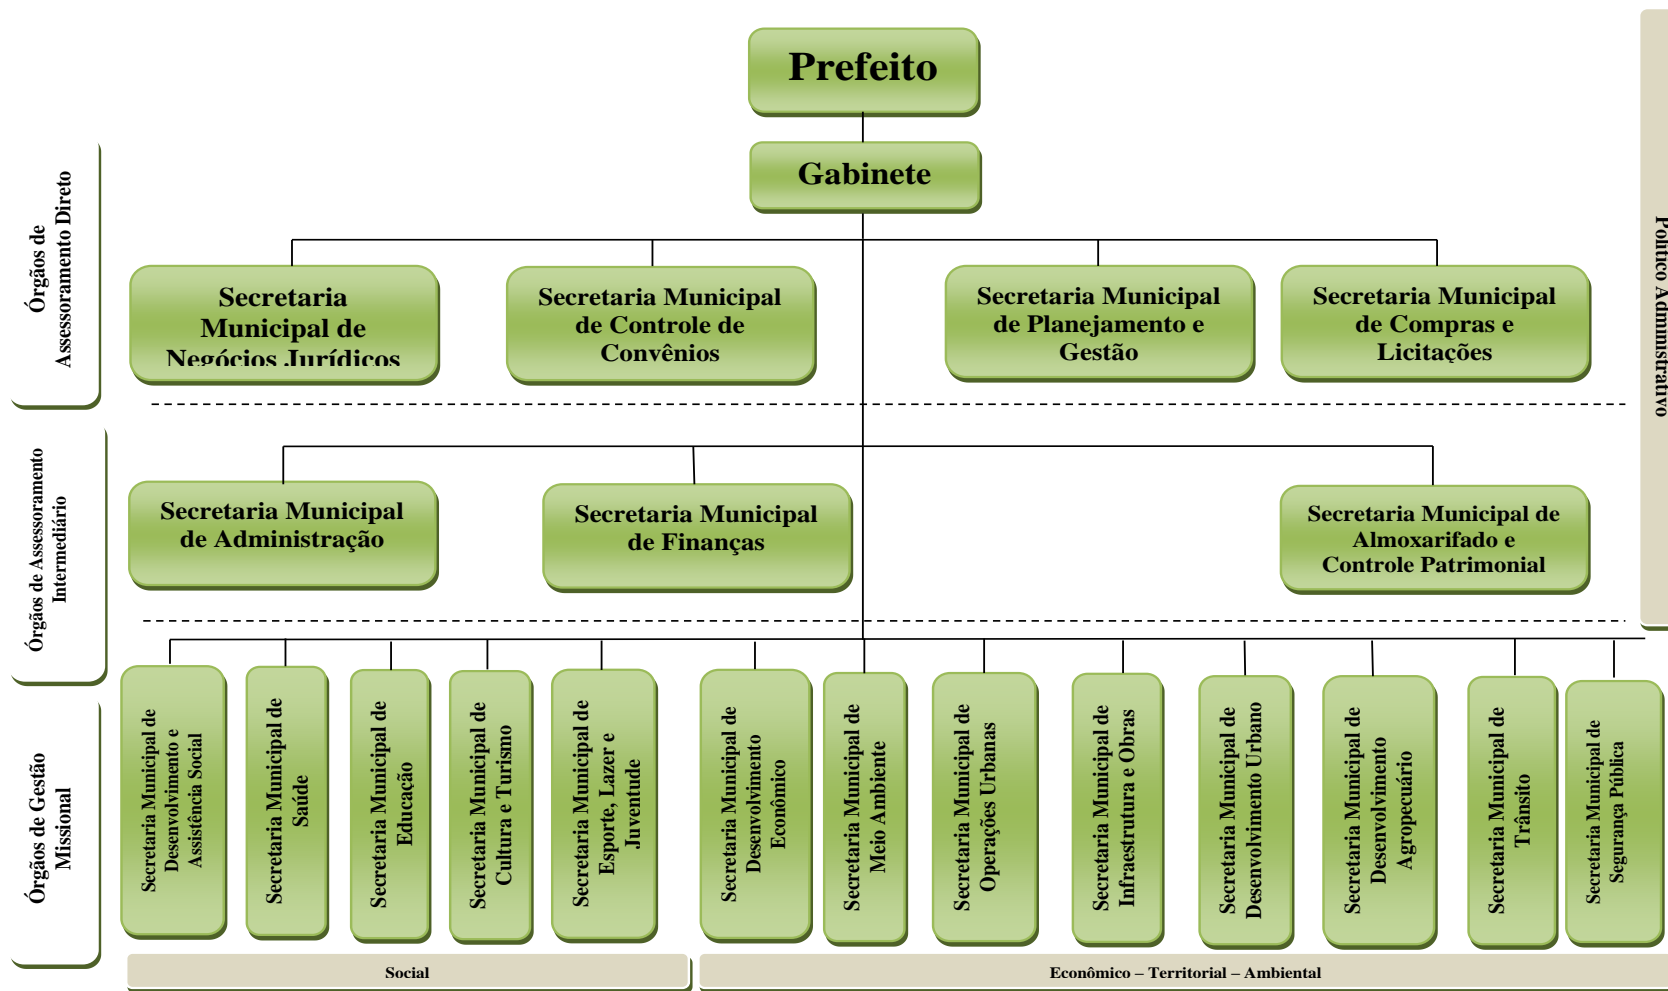 Prefeito
Gabinete
Órgãos de
Assessoramento Direto
Secretaria
Municipal de
Negócios Jurídicos
Secretaria Municipal
de Controle de
Convênios
Secretaria Municipal
de Planejamento e
Gestão
Secretaria Municipal
de Compras e
Licitações
Político Administrativo
Órgãos de Assessoramento
Intermediário
Secretaria Municipal
de Administração
Secretaria Municipal
de Finanças
Secretaria Municipal de
Almoxarifado e
Controle Patrimonial
Órgãos de Gestão
Missional
Secretaria Municipal de
Desenvolvimento e
Assistência Social
Secretaria Municipal de
Saúde
Secretaria Municipal de
Educação
Secretaria Municipal de
Cultura e Turismo
Secretaria Municipal de
Esporte, Lazer e
Juventude
Secretaria Municipal de
Desenvolvimento
Econômico
Secretaria Municipal de
Meio Ambiente
Secretaria Municipal de
Operações Urbanas
Secretaria Municipal de
Infraestrutura e Obras
Secretaria Municipal de
Desenvolvimento Urbano
Secretaria Municipal de
Desenvolvimento
Agropecuário
Secretaria Municipal de
Trânsito
Secretaria Municipal de
Segurança Pública
Social
Econômico – Territorial – Ambiental